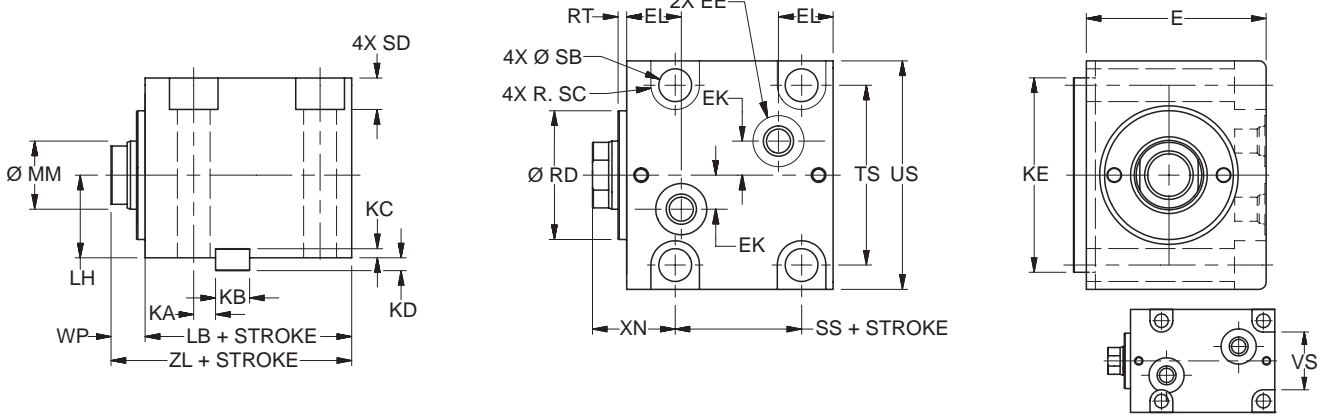 4X SD
Ø MM
LH
KC
KB
KA
KD
WP
LB + STROKE
ZL + STROKE
RT
EL
2X EE
EL
4X Ø SB
4X R. SC
EK
Ø RD
TS
US
EK
XN
SS + STROKE
E
KE
VS